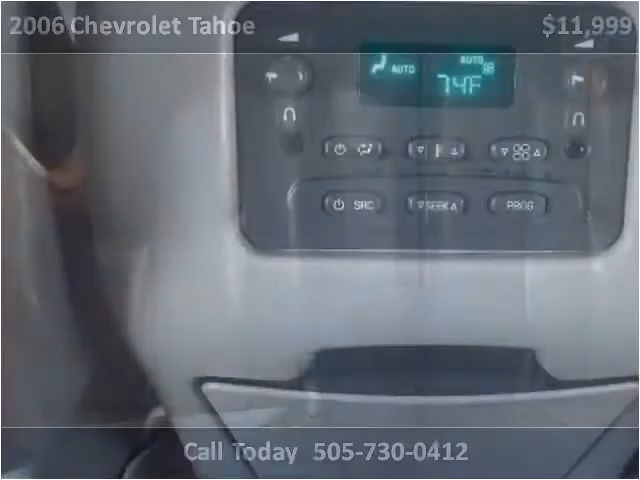 2006 Chevrolet Tahoe $11,999
AUTO
AUTO
74F
SRC SEEK PROG
Call Today 505-730-0412